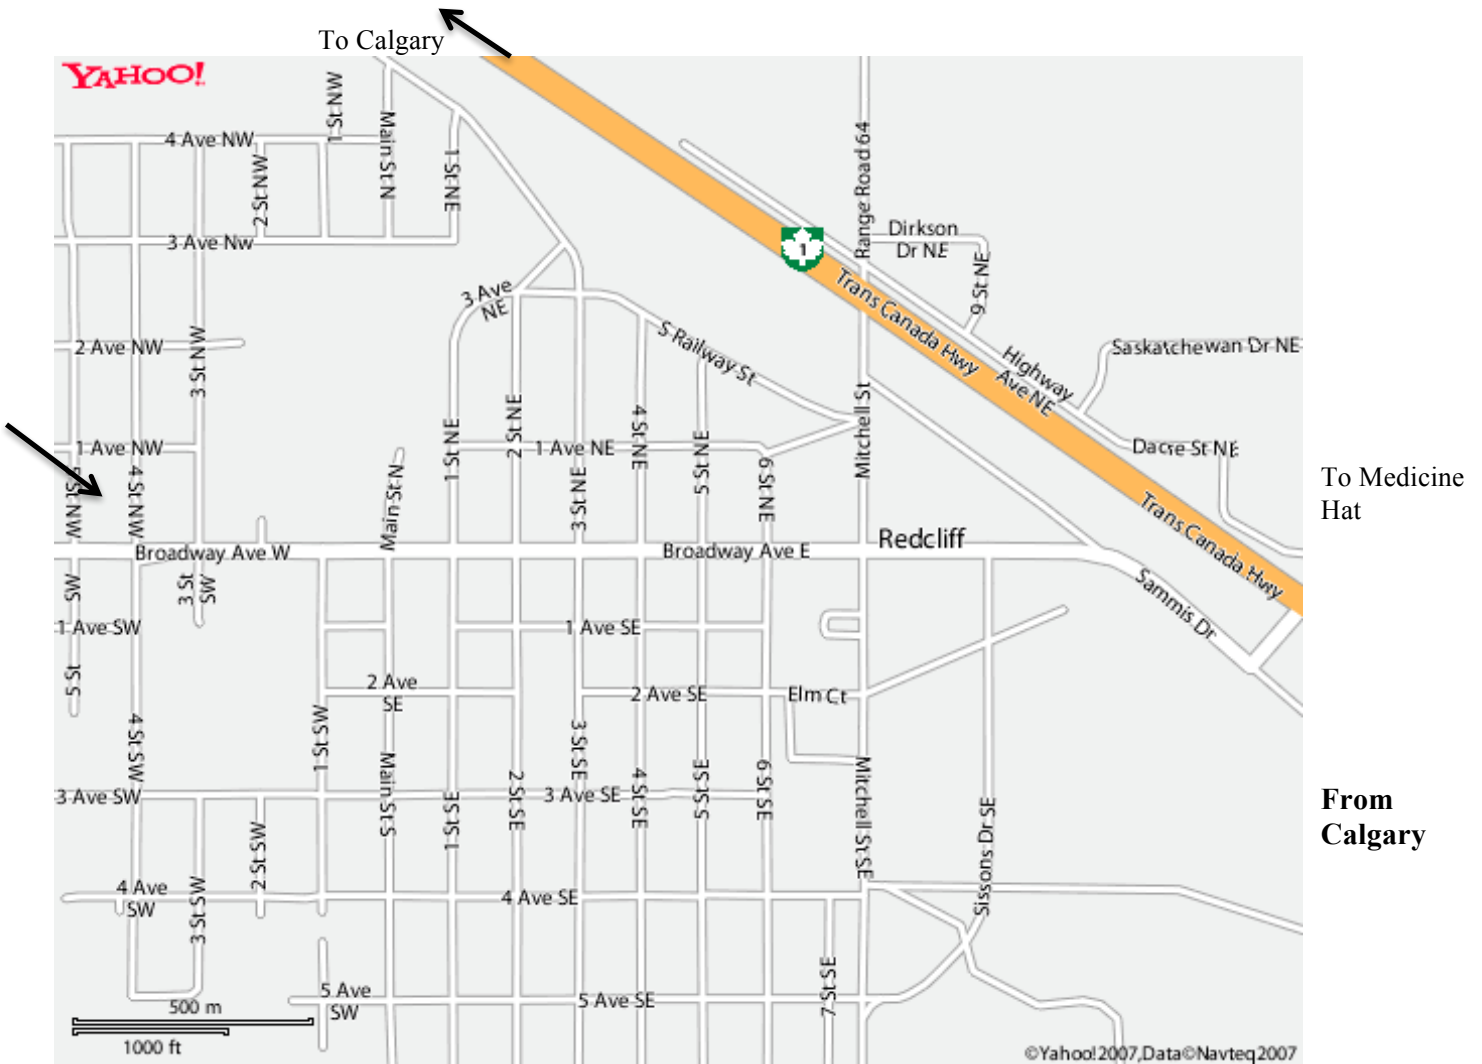 To Calgary
YAHOO!
1 St NW
Main St N
Range Road 64
4 Ave NW
2 St NW
1 St NE
3 Ave Nw
1
Dirkson
Dr NE
9 St NE
3 Ave
NE
Trans Canada Hwy
S Railway St
2 Ave NW
3 St NW
Highway
Ave NE
Saskatchewan Dr NE
Mitchell St
1 St NE
2 St NE
4 St NE
1 Ave NW
1 Ave NE
5 St NE
Dacre St NE
5 St NW
4 St NW
Main St N
3 St NE
6 St NE
Trans Canada Hwy
To Medicine
Hat
Broadway Ave W
Broadway Ave E
Redcliff
SW
3 St
SW
Sammis Dr
1 Ave SW
1 Ave SE
5 St
2 Ave
SE
2 Ave SE
Elm Ct
4 St SW
1 St SW
3 St SE
Main St S
2 St SE
4 St SE
5 St SE
6 St SE
Mitchell St SE
3 Ave SW
3 Ave SE
1 St SE
2 St SW
Sissons Dr SE
From
Calgary
4 Ave
SW
3 St SW
4 Ave SE
7 St SE
5 Ave
SW
5 Ave SE
500 m
1000 ft
©Yahoo!2007,Data©Navteq2007